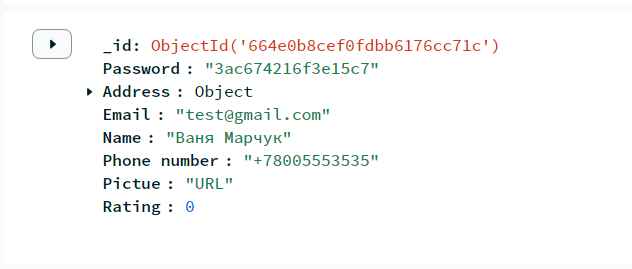 _id: ObjectId('664e0b8cef0fdbb6176cc71c')
Password : "3ac674216f3e15c7"
Address : Object
Email : "test@gmail.com"
Name : "Ваня Марчук"
Phone number : "+78005553535"
Pictue : "URL"
Rating : 0